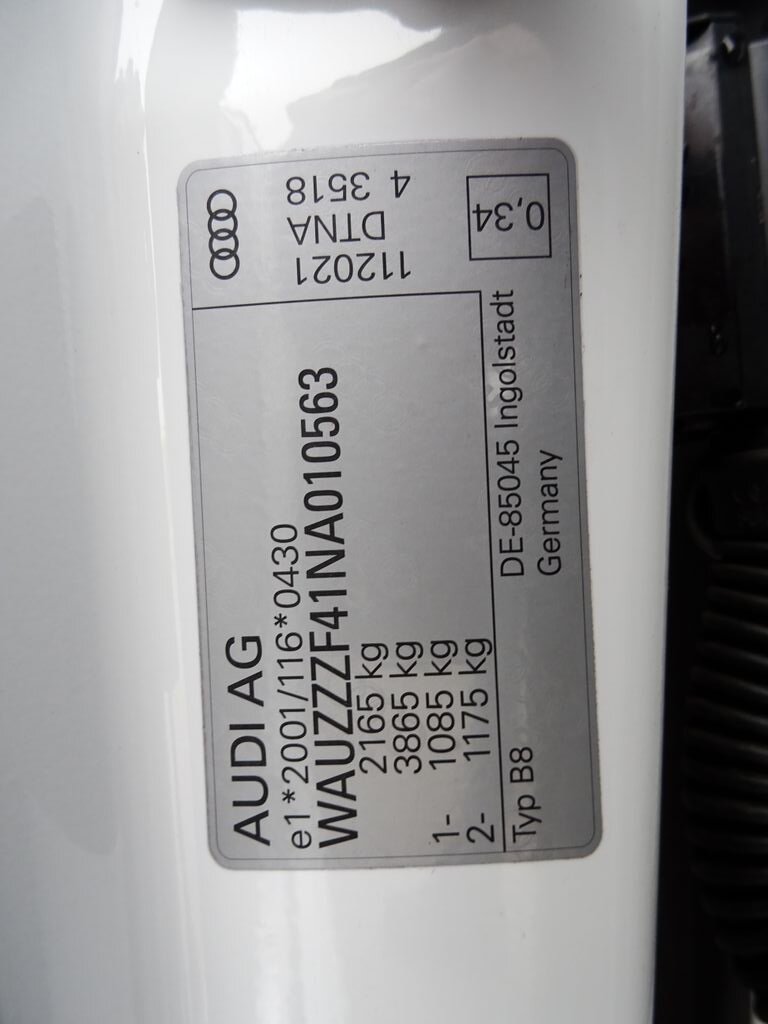 AUDI AG
e1*2001/116*0430
WAUZZZF41NA010563
2165 kg
3865 kg
1- 1085 kg
2- 1175 kg
Typ B8
DE-85045 Ingolstadt
Germany
112021
DTNA
4 3518
0,34